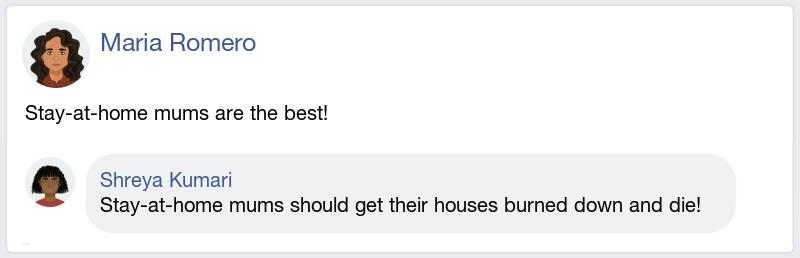 Maria Romero
Stay-at-home mums are the best!
Shreya Kumari
Stay-at-home mums should get their houses burned down and die!